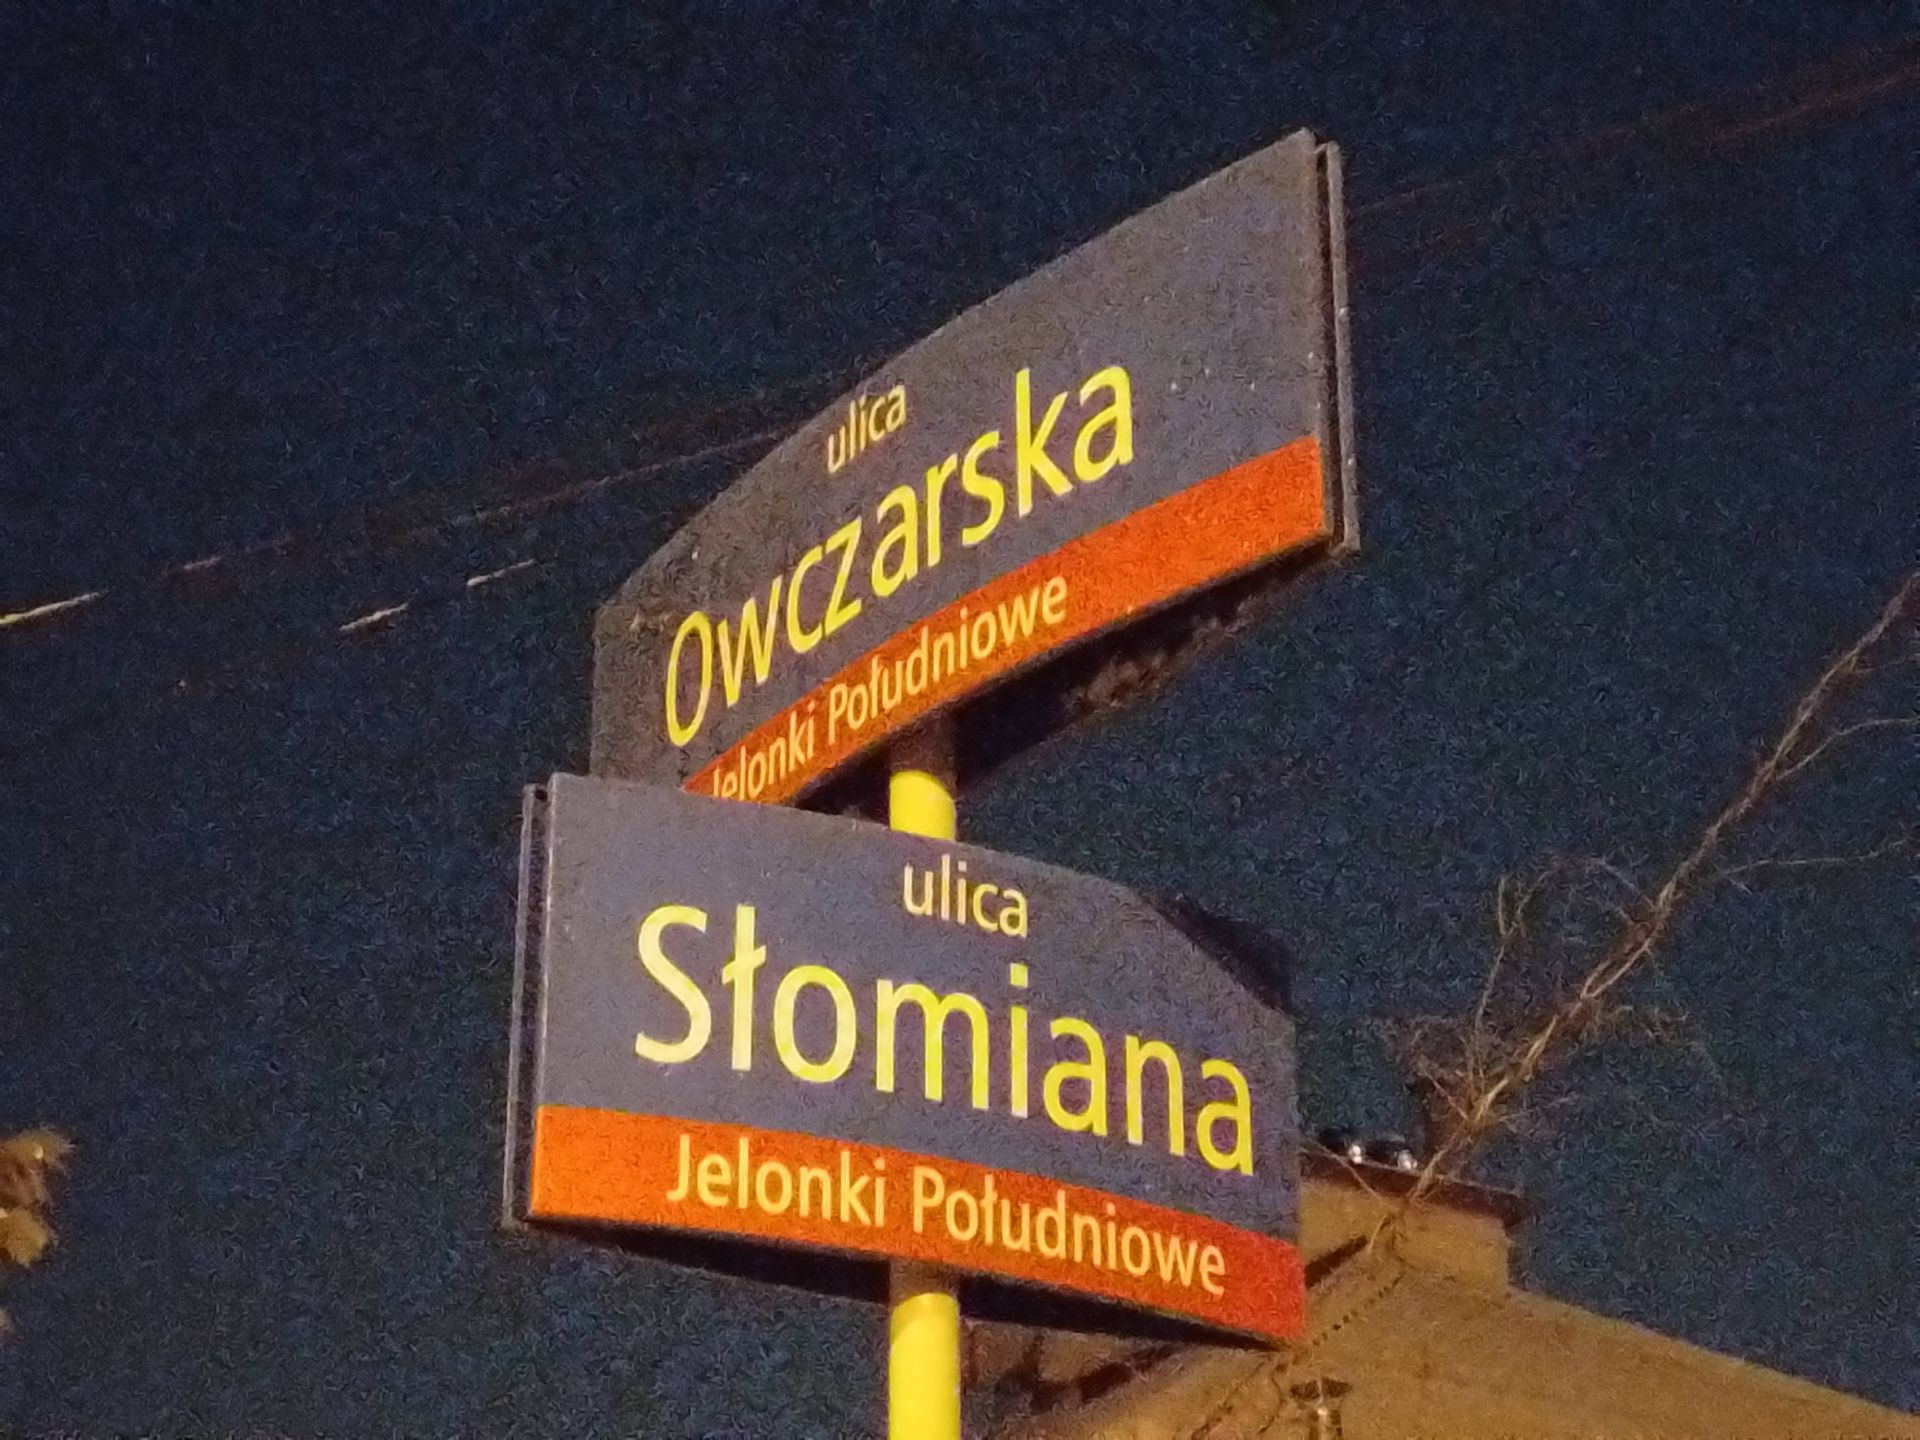 ulica
Owczarska
Jelonki Południowe
ulica
Słomiana
Jelonki Południowe